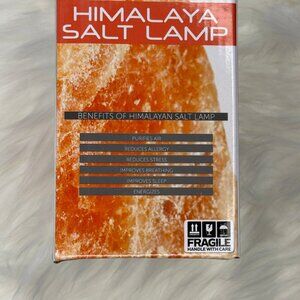 HIMALAYA
SALT LAMP
BENEFITS OF HIMALAYAN SALT LAMP
PURIFIES AIR
REDUCES ALLERGY
REDUCES STRESS
IMPROVES BREATHING
IMPROVES SLEEP
ENERGIZES
FRAGILE
HANDLE WITH CARE